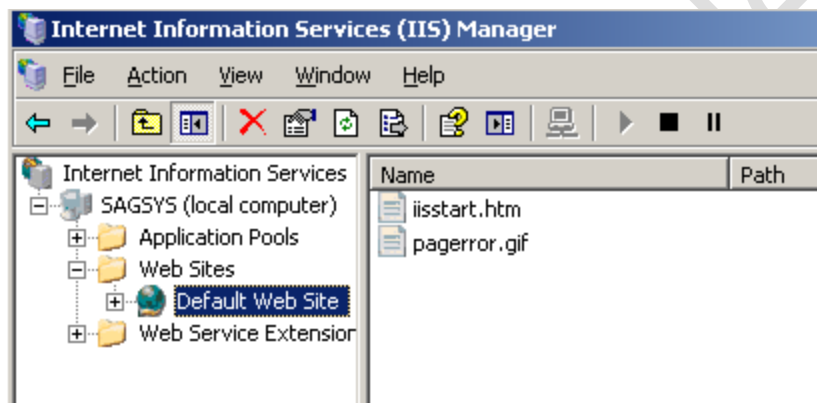 Internet Information Services (IIS) Manager
File Action View Window Help
Internet Information Services
SAGSYS (local computer)
Application Pools
Web Sites
Default Web Site
Web Service Extension
Name Path
iisstart.htm
pagerror.gif